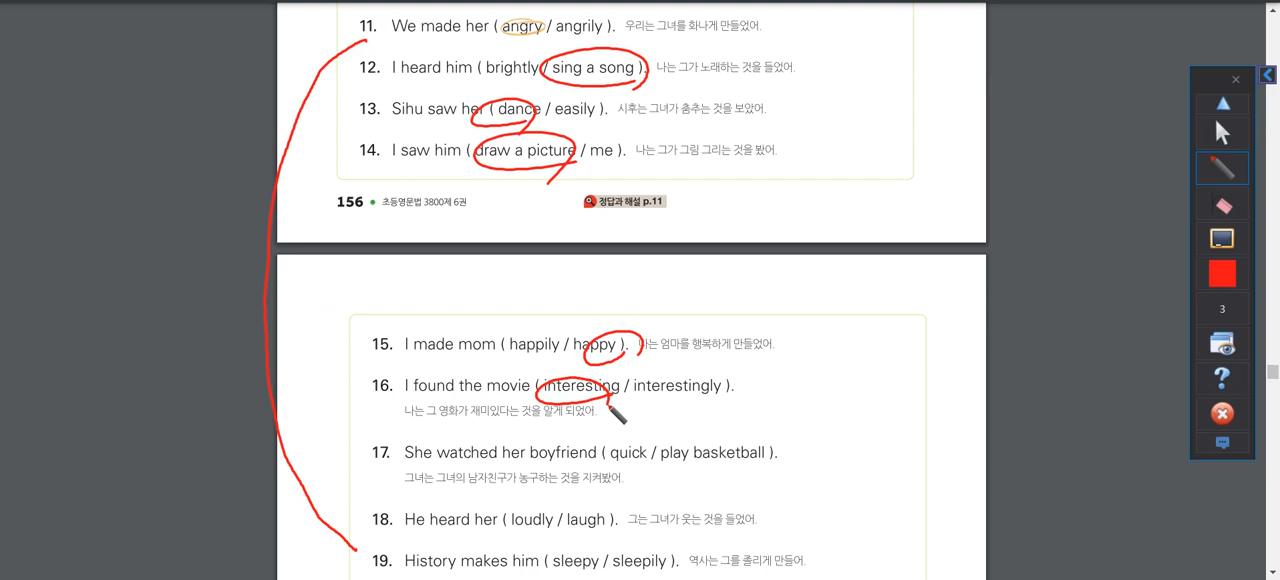 11. We made her ( angry / angrily ). 우리는 그녀를 화나게 만들었어.
12. I heard him ( brightly / sing a song ). 나는 그가 노래하는 것을 들었어.
13. Sihu saw her ( dance / easily ). 시후는 그녀가 춤추는 것을 보았어.
14. I saw him ( draw a picture / me ). 나는 그가 그림 그리는 것을 봤어.
156 초등영문법 3800제 6권 정답과 해설 p.11
15. I made mom ( happily / happy ). 나는 엄마를 행복하게 만들었어.
16. I found the movie ( interesting / interestingly ).
나는 그 영화가 재미있다는 것을 알게 되었어.
17. She watched her boyfriend ( quick / play basketball ).
그녀는 그녀의 남자친구가 농구하는 것을 지켜봤어.
18. He heard her ( loudly / laugh ). 그는 그녀가 웃는 것을 들었어.
19. History makes him ( sleepy / sleepily ). 역사는 그를 졸리게 만들어.
3